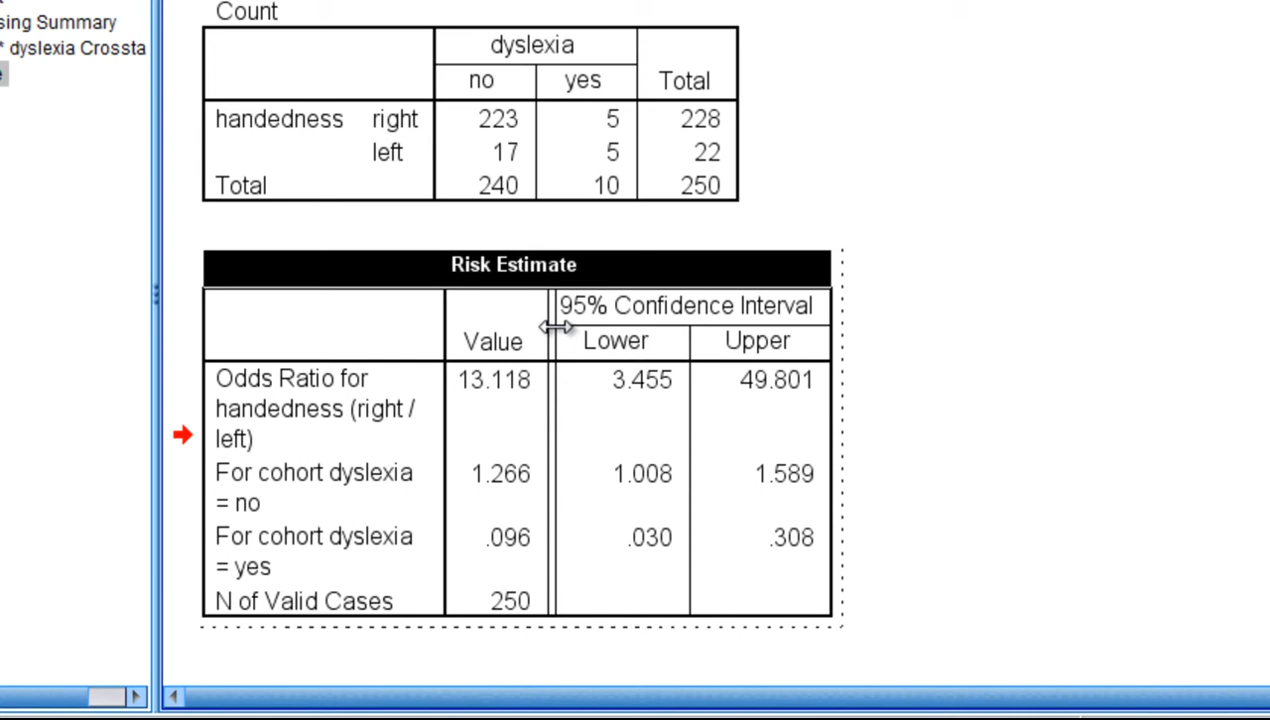 sing Summary
* dyslexia Crossta
e
Count
dyslexia
no yes Total
handedness right 223 5 228
left 17 5 22
Total 240 10 250
Risk Estimate
95% Confidence Interval
Value Lower Upper
Odds Ratio for 13.118 3.455 49.801
handedness (right /
left)
For cohort dyslexia 1.266 1.008 1.589
= no
For cohort dyslexia .096 .030 .308
= yes
N of Valid Cases 250